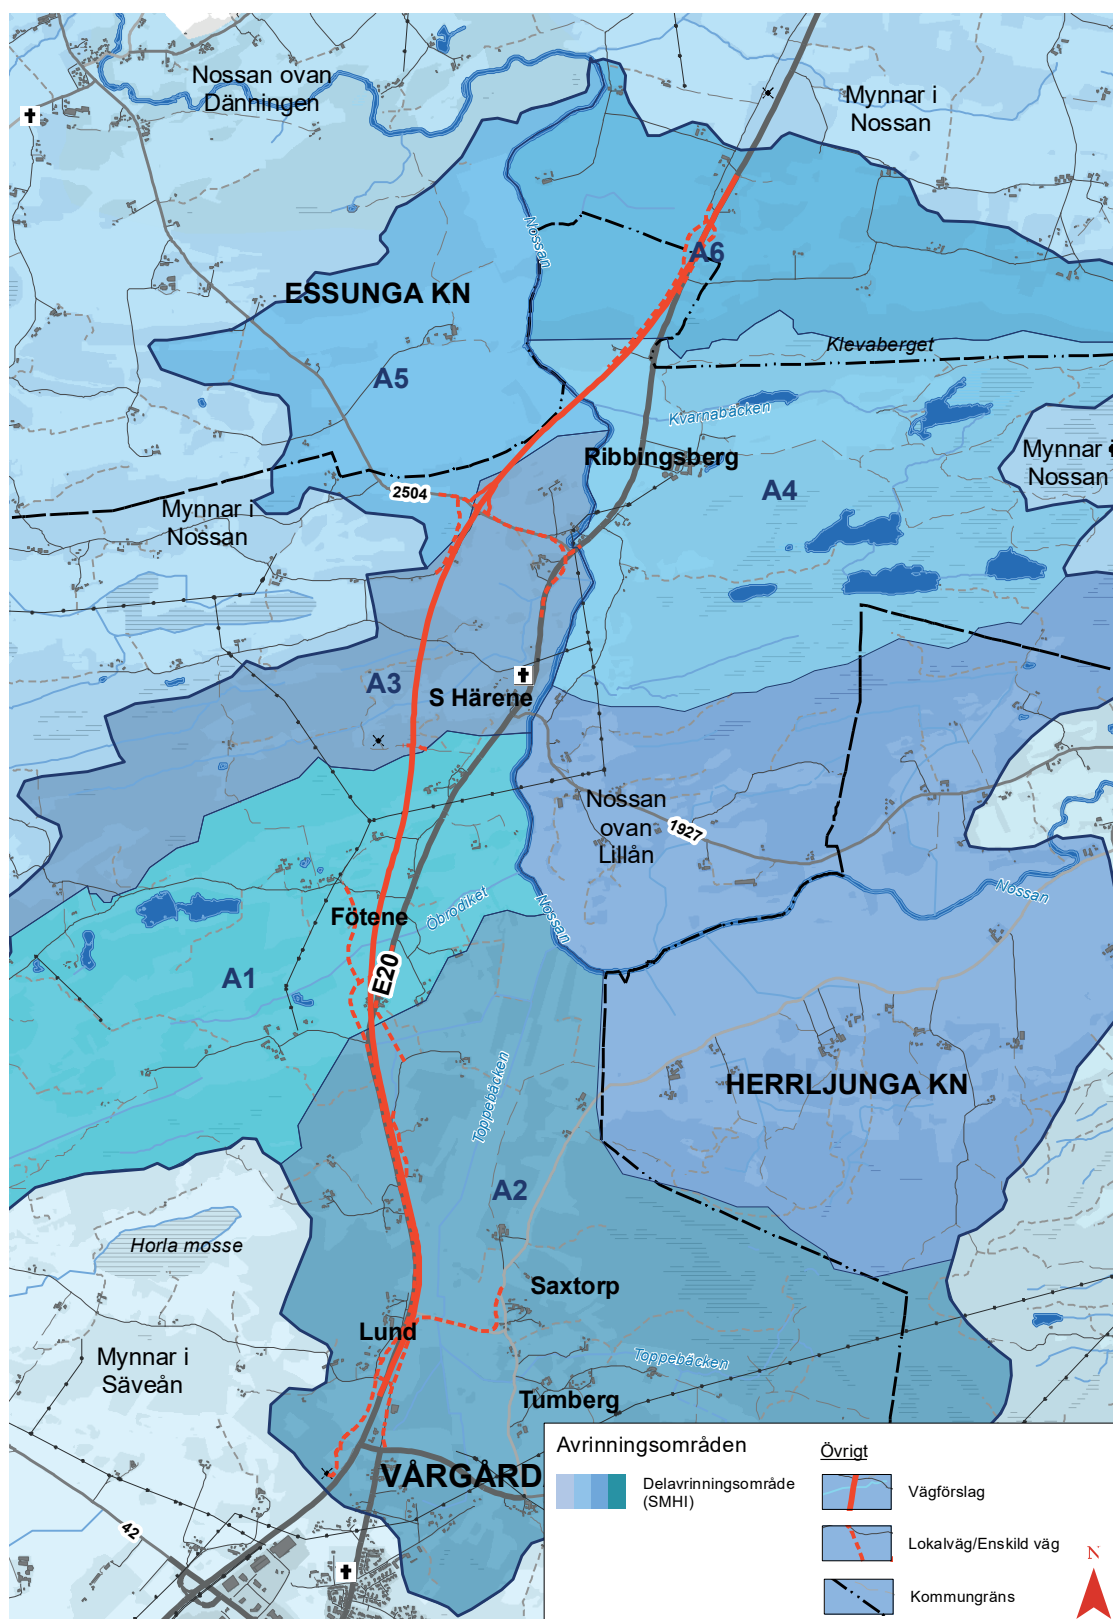 Nossan ovan
Dänningen
Mynnar i
Nossan
Nossan
A6
ESSUNGA KN
Klevaberget
A5
Kvarnabäcken
Ribbingsberg
Mynnar i
Nossan
A4
2504
Mynnar i
Nossan
A3
S Härene
Nossan
ovan
Lillån
1927
Nossan
Fötene
Öbrodiket
Nossan
A1
E20
HERRLJUNGA KN
Toppebäcken
A2
Horla mosse
Saxtorp
Lund
Mynnar i
Säveån
Toppebäcken
Tumberg
VÅRGÅRD
42
Avrinningsområden
Delavrinningsområde
(SMHI)
Övrigt
Vägförslag
Lokalväg/Enskild väg
Kommungräns
N